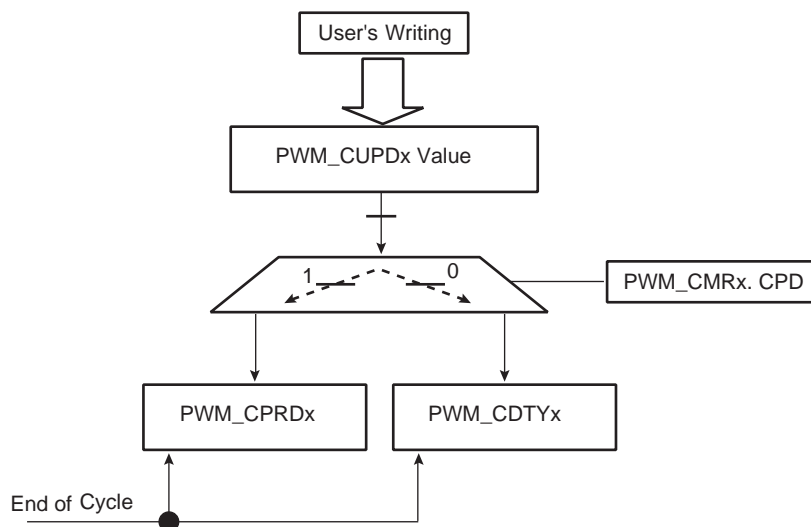 User's Writing
PWM_CUPDx Value
1
0
PWM_CMRx. CPD
PWM_CPRDx
PWM_CDTYx
End of Cycle